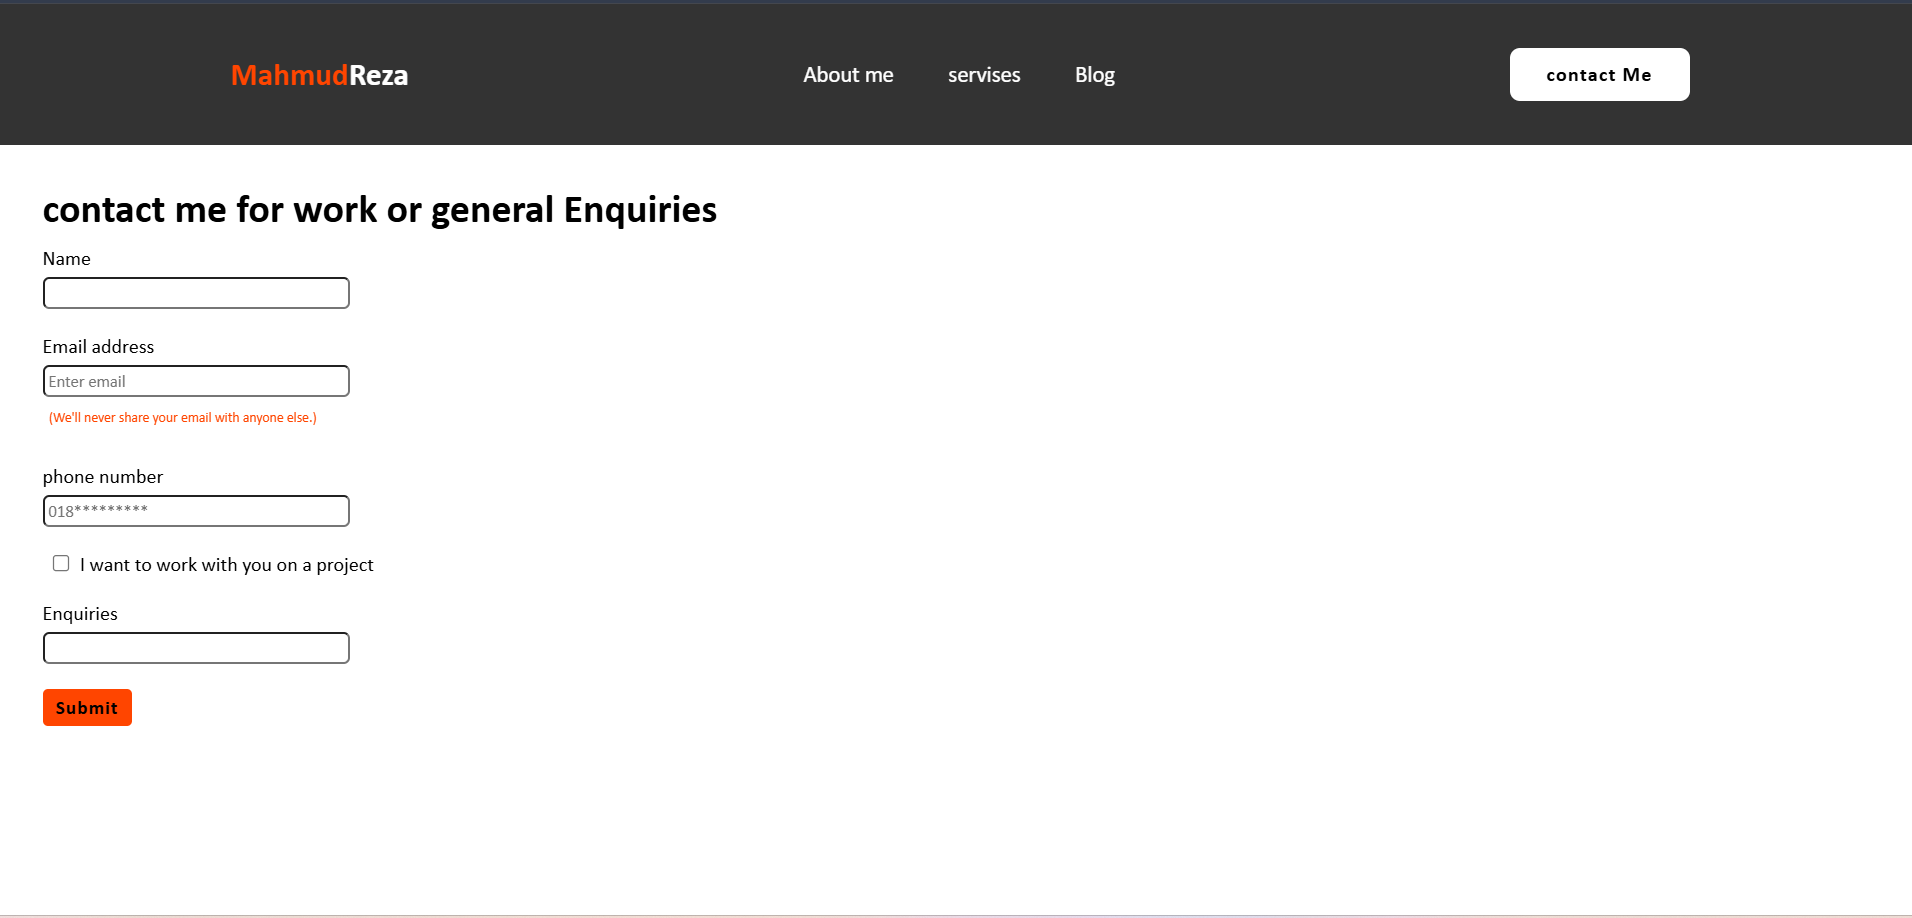 MahmudReza About me servises Blog contact Me
contact me for work or general Enquiries
Name
Email address
Enter email
(We'll never share your email with anyone else.)
phone number
018*********
I want to work with you on a project
Enquiries
Submit